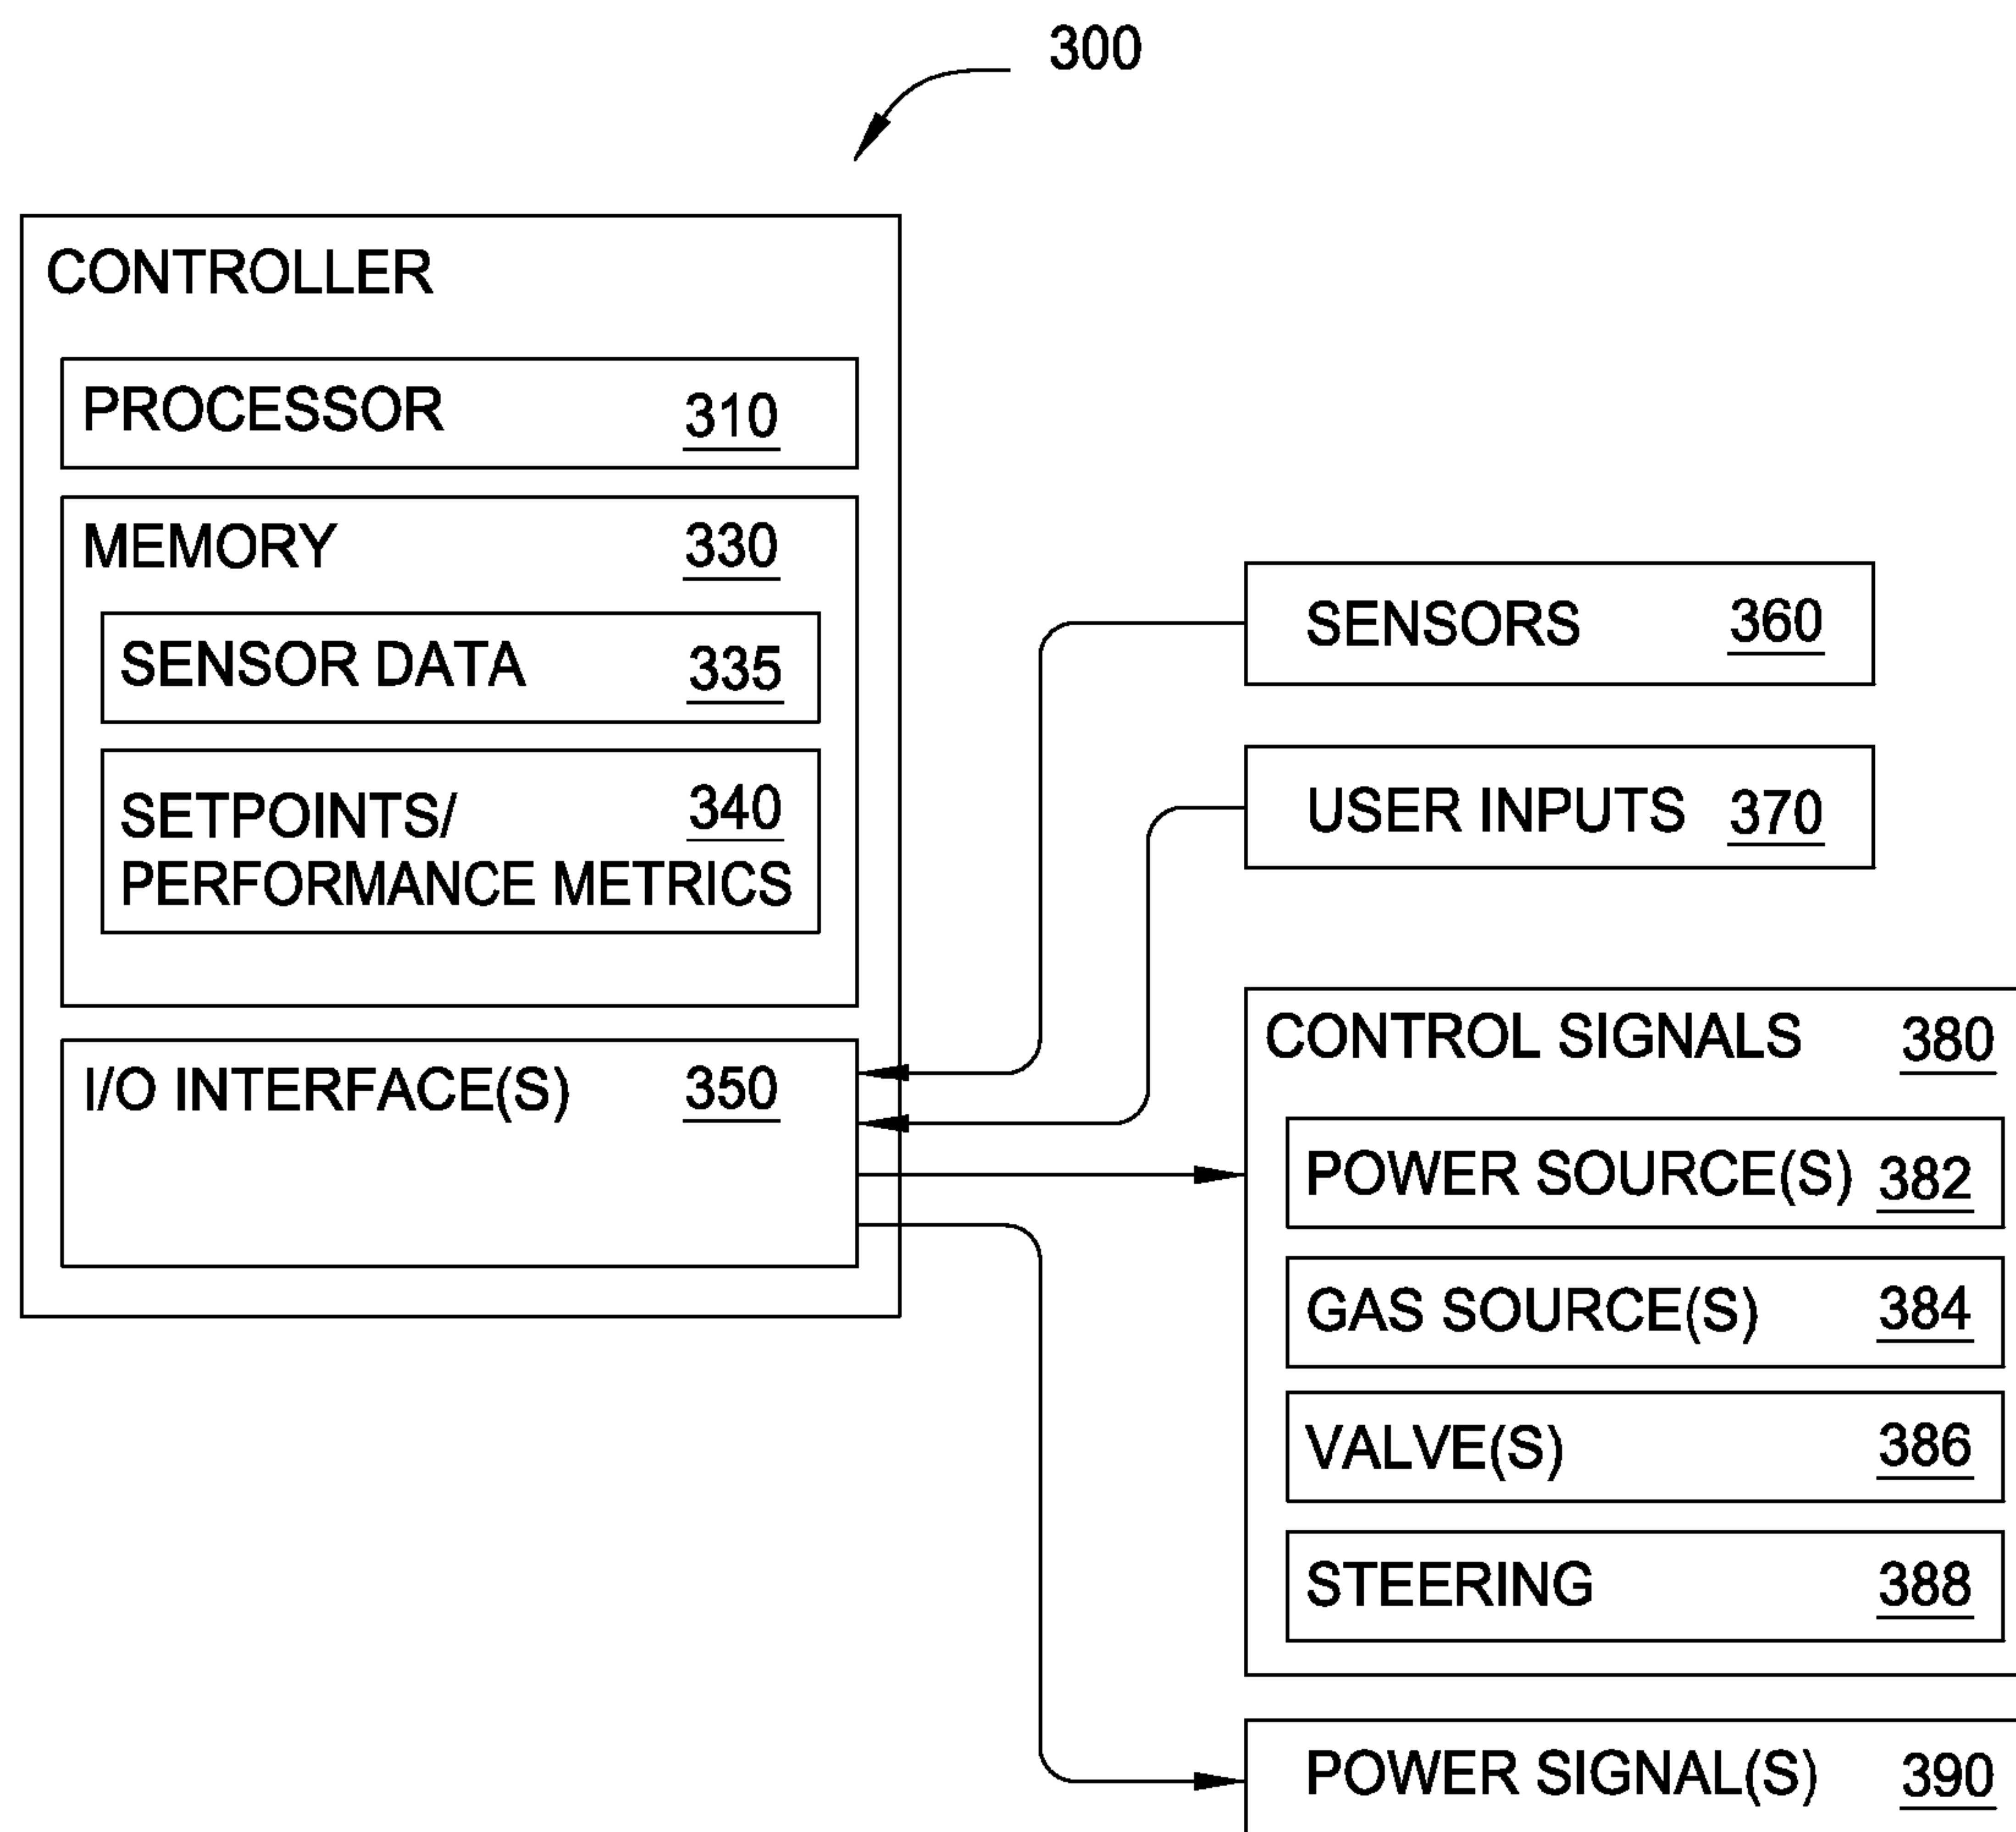 300
CONTROLLER
PROCESSOR 310
MEMORY 330
SENSOR DATA 335
SETPOINTS/ 340
PERFORMANCE METRICS
I/O INTERFACE(S) 350
SENSORS 360
USER INPUTS 370
CONTROL SIGNALS 380
POWER SOURCE(S) 382
GAS SOURCE(S) 384
VALVE(S) 386
STEERING 388
POWER SIGNAL(S) 390